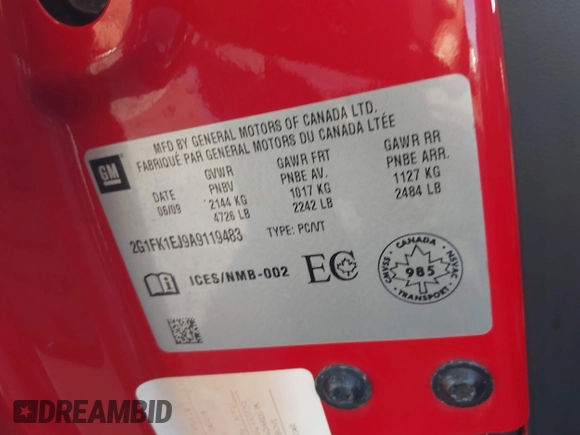 MFD BY GENERAL MOTORS OF CANADA LTD.
FABRIQUÉ PAR GENERAL MOTORS DU CANADA LTÉE
GM
DATE
06/09
GVWR
PNBV
2144 KG
4726 LB
GAWR FRT
PNBE AV.
1017 KG
2242 LB
GAWR RR
PNBE ARR.
1127 KG
2484 LB
2G1FK1EJ9A9119483
TYPE: PC/VT
ICES/NMB-002
EC
CANADA
CMVSS
985
NSVAC
TRANSPORT
DREAMBID